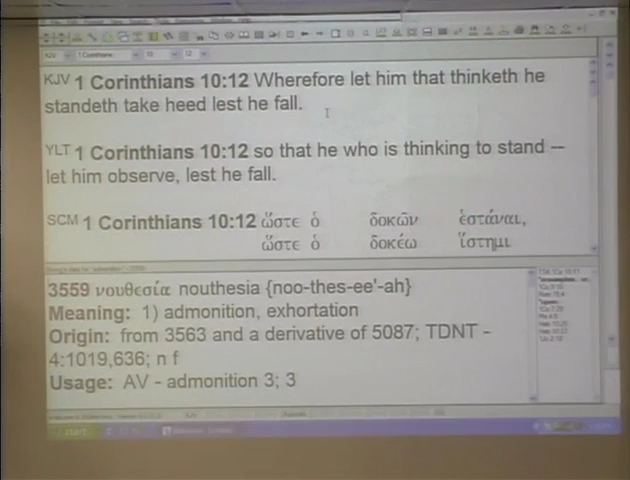 KJV 1 Corinthians 10:12 Wherefore let him that thinketh he
standeth take heed lest he fall.
YLT 1 Corinthians 10:12 so that he who is thinking to stand —
let him observe, lest he fall.
SCM 1 Corinthians 10:12 ὥστε ὁ δοκῶν ἑστάναι,
ὥστε ὁ δοκέω ἵστημι
3559 νουθεσία nouthesia {noo-thes-ee'-ah}
Meaning: 1) admonition, exhortation
Origin: from 3563 and a derivative of 5087; TDNT -
4:1019,636; n f
Usage: AV - admonition 3; 3
start